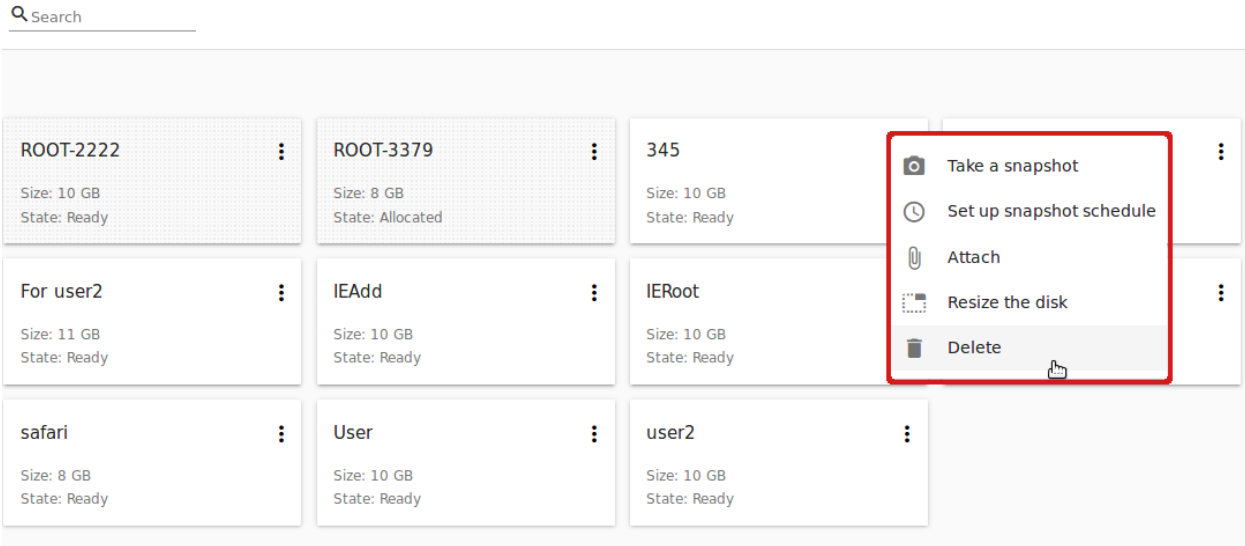 Search
ROOT-2222
Size: 10 GB
State: Ready
ROOT-3379
Size: 8 GB
State: Allocated
345
Size: 10 GB
State: Ready
Take a snapshot
Set up snapshot schedule
Attach
Resize the disk
Delete
For user2
Size: 11 GB
State: Ready
IEAdd
Size: 10 GB
State: Ready
IERoot
Size: 10 GB
State: Ready
safari
Size: 8 GB
State: Ready
User
Size: 10 GB
State: Ready
user2
Size: 10 GB
State: Ready